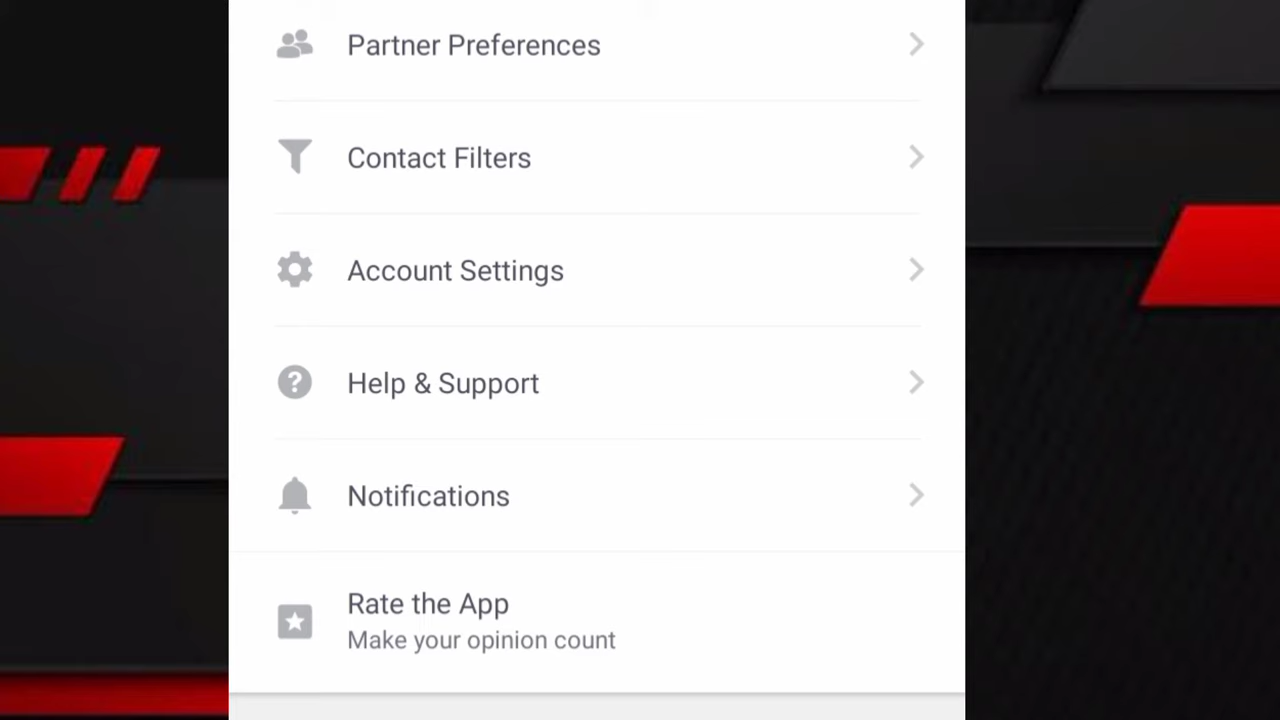 Partner Preferences
Contact Filters
Account Settings
Help & Support
Notifications
Rate the App
Make your opinion count